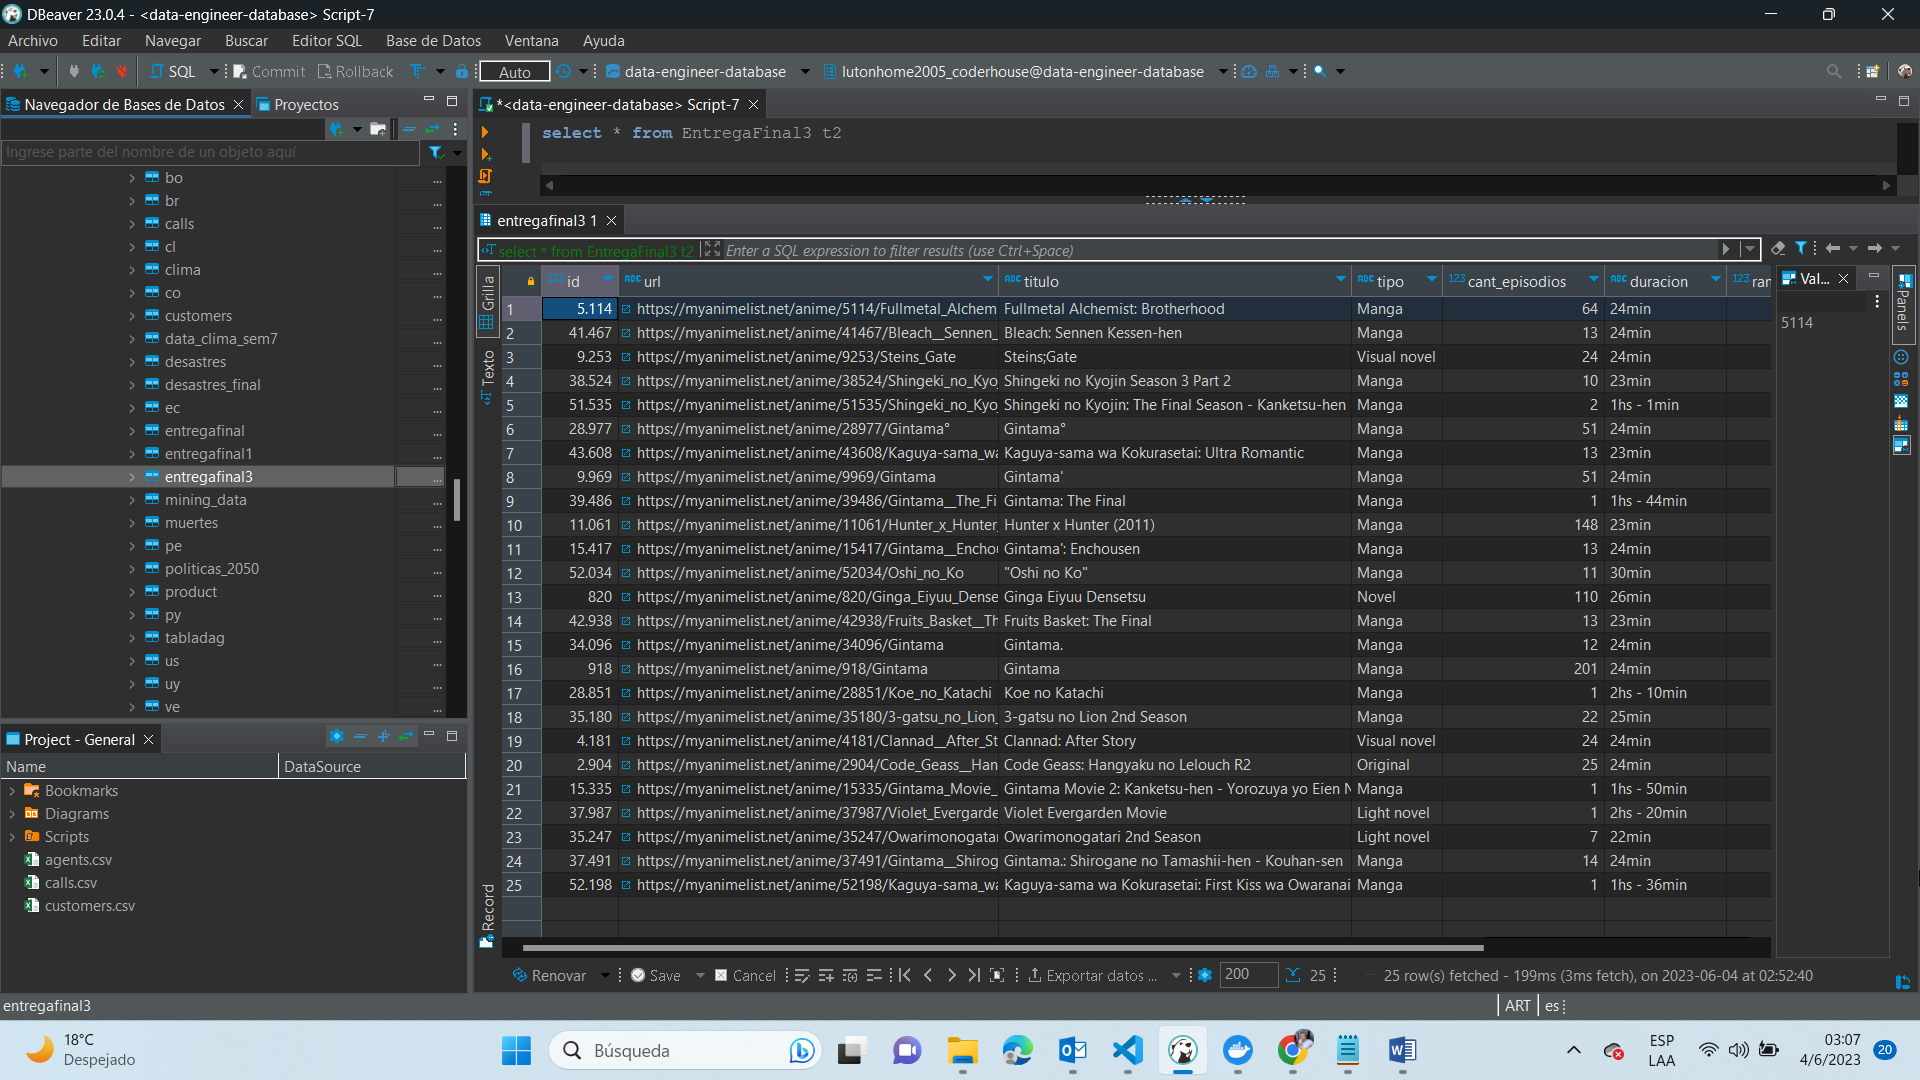 DBeaver 23.0.4 - <data-engineer-database> Script-7
Archivo Editar Navegar Buscar Editor SQL Base de Datos Ventana Ayuda
SQL Commit Rollback Auto data-engineer-database lutonhome2005_coderhouse@data-engineer-database
Navegador de Bases de Datos Proyectos
Ingrese parte del nombre de un objeto aquí
bo
br
calls
cl
clima
co
customers
data_clima_sem7
desastres
desastres_final
ec
entregafinal
entregafinal1
entregafinal3
mining_data
muertes
pe
politicas_2050
product
py
tabladag
us
uy
ve
Project - General
Name DataSource
Bookmarks
Diagrams
Scripts
agents.csv
calls.csv
customers.csv
*<data-engineer-database> Script-7
select * from EntregaFinal3 t2
entregafinal3 1
select * from EntregaFinal3 t2 Enter a SQL expression to filter results (use Ctrl+Space)
Grilla
Texto
Record
123 id ABC url ABC titulo ABC tipo 123 cant_episodios ABC duracion 123 ran
1 5.114 https://myanimelist.net/anime/5114/Fullmetal_Alchem Fullmetal Alchemist: Brotherhood Manga 64 24min
2 41.467 https://myanimelist.net/anime/41467/Bleach__Sennen_ Bleach: Sennen Kessen-hen Manga 13 24min
3 9.253 https://myanimelist.net/anime/9253/Steins_Gate Steins;Gate Visual novel 24 24min
4 38.524 https://myanimelist.net/anime/38524/Shingeki_no_Kyoj Shingeki no Kyojin Season 3 Part 2 Manga 10 23min
5 51.535 https://myanimelist.net/anime/51535/Shingeki_no_Kyoj Shingeki no Kyojin: The Final Season - Kanketsu-hen Manga 2 1hs - 1min
6 28.977 https://myanimelist.net/anime/28977/Gintama° Gintama° Manga 51 24min
7 43.608 https://myanimelist.net/anime/43608/Kaguya-sama_wa Kaguya-sama wa Kokurasetai: Ultra Romantic Manga 13 23min
8 9.969 https://myanimelist.net/anime/9969/Gintama Gintama' Manga 51 24min
9 39.486 https://myanimelist.net/anime/39486/Gintama__The_Fi Gintama: The Final Manga 1 1hs - 44min
10 11.061 https://myanimelist.net/anime/11061/Hunter_x_Hunter_ Hunter x Hunter (2011) Manga 148 23min
11 15.417 https://myanimelist.net/anime/15417/Gintama__Enchou Gintama': Enchousen Manga 13 24min
12 52.034 https://myanimelist.net/anime/52034/Oshi_no_Ko "Oshi no Ko" Manga 11 30min
13 820 https://myanimelist.net/anime/820/Ginga_Eiyuu_Dense Ginga Eiyuu Densetsu Novel 110 26min
14 42.938 https://myanimelist.net/anime/42938/Fruits_Basket__Th Fruits Basket: The Final Manga 13 23min
15 34.096 https://myanimelist.net/anime/34096/Gintama Gintama. Manga 12 24min
16 918 https://myanimelist.net/anime/918/Gintama Gintama Manga 201 24min
17 28.851 https://myanimelist.net/anime/28851/Koe_no_Katachi Koe no Katachi Manga 1 2hs - 10min
18 35.180 https://myanimelist.net/anime/35180/3-gatsu_no_Lion_ 3-gatsu no Lion 2nd Season Manga 22 25min
19 4.181 https://myanimelist.net/anime/4181/Clannad__After_St Clannad: After Story Visual novel 24 24min
20 2.904 https://myanimelist.net/anime/2904/Code_Geass__Han Code Geass: Hangyaku no Lelouch R2 Original 25 24min
21 15.335 https://myanimelist.net/anime/15335/Gintama_Movie_ Gintama Movie 2: Kanketsu-hen - Yorozuya yo Eien N Manga 1 1hs - 50min
22 37.987 https://myanimelist.net/anime/37987/Violet_Evergarde Violet Evergarden Movie Light novel 1 2hs - 20min
23 35.247 https://myanimelist.net/anime/35247/Owarimonogatar Owarimonogatari 2nd Season Light novel 7 22min
24 37.491 https://myanimelist.net/anime/37491/Gintama__Shirog Gintama.: Shirogane no Tamashii-hen - Kouhan-sen Manga 14 24min
25 52.198 https://myanimelist.net/anime/52198/Kaguya-sama_wa Kaguya-sama wa Kokurasetai: First Kiss wa Owaranai Manga 1 1hs - 36min
Val...
5114
Panels
Renovar Save Cancel Exportar datos ... 200 25 25 row(s) fetched - 199ms (3ms fetch), on 2023-06-04 at 02:52:40
entregafinal3 ART es
18°C
Despejado
Búsqueda
ESP
LAA
03:07
4/6/2023
20